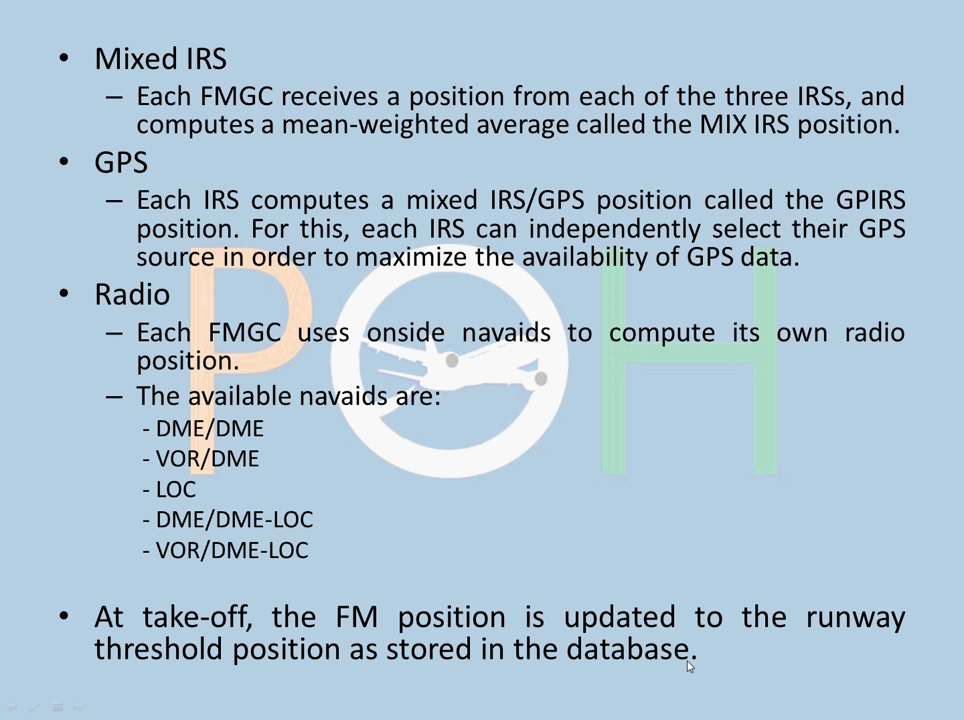 • Mixed IRS
– Each FMGC receives a position from each of the three IRSs, and
computes a mean-weighted average called the MIX IRS position.
• GPS
– Each IRS computes a mixed IRS/GPS position called the GPIRS
position. For this, each IRS can independently select their GPS
source in order to maximize the availability of GPS data.
• Radio
– Each FMGC uses onside navaids to compute its own radio
position.
– The available navaids are:
- DME/DME
- VOR/DME
- LOC
- DME/DME-LOC
- VOR/DME-LOC
• At take-off, the FM position is updated to the runway
threshold position as stored in the database.
POH